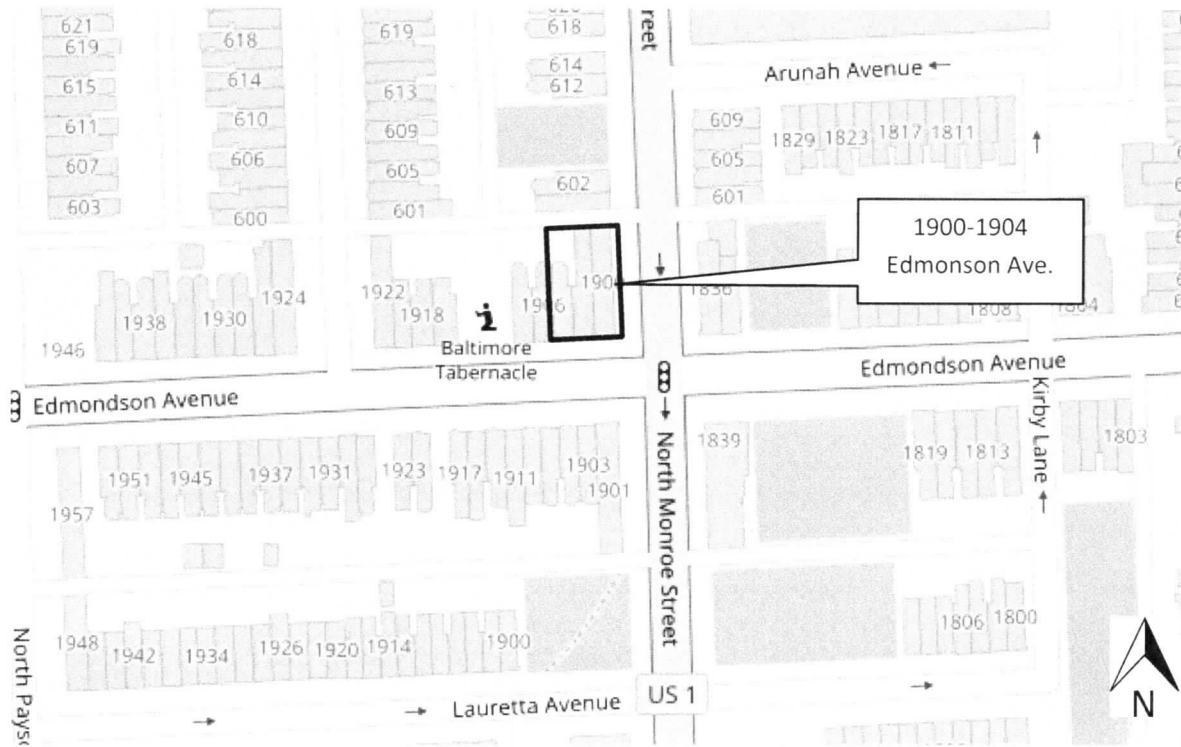 621
619
615
611
607
603
618
614
610
606
600
619
613
609
605
601
618
614
612
602
reet
Arunah Avenue
609
605
601
1829 1823 1817 1811
1900-1904
Edmonson Ave.
1946
1938
1930
1924
1922
1918
Baltimore
Tabernacle
190
1836
1808
Edmondson Avenue
Edmondson Avenue
Kirby Lane
1951 1945 1937 1931 1923 1917 1911 1903
1901
1957
North Monroe Street
1839
1819 1813
1803
1948 1942 1934 1926 1920 1914 1900
1806 1800
North Payso
Lauretta Avenue
US 1
N